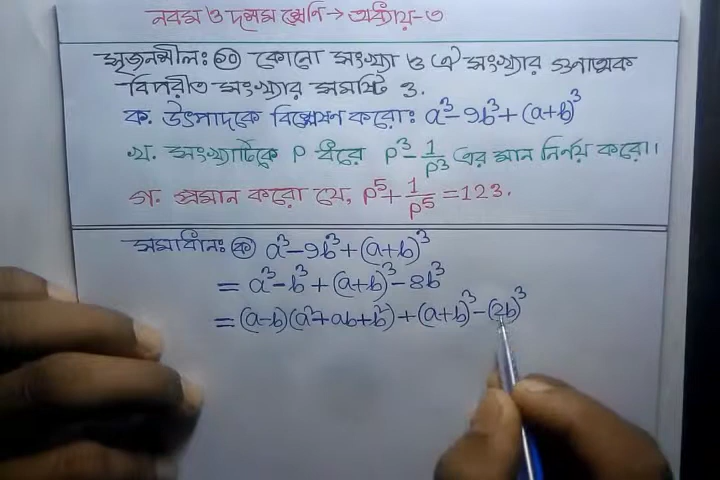 নবম ও দশম শ্রেণি → অধ্যায়-৩
সৃজনশীলঃ ১০ কোনো সংখ্যা ও ঐ সংখ্যার গুনাত্মক
বিপরীত সংখ্যার সমষ্টি 3.
ক. উৎপাদকে বিশ্লেষণ করোঃ a³-9b³+(a+b)³
খ. সংখ্যাটিকে P ধরে P³-1/P³ এর মান নির্নয় করো।
গ. প্রমান করো যে, P⁵+1/P⁵=123.
সমাধানঃ ক a³-9b³+(a+b)³
= a³-b³+(a+b)³-8b³
= (a-b)(a²+ab+b²)+(a+b)³-(2b)³